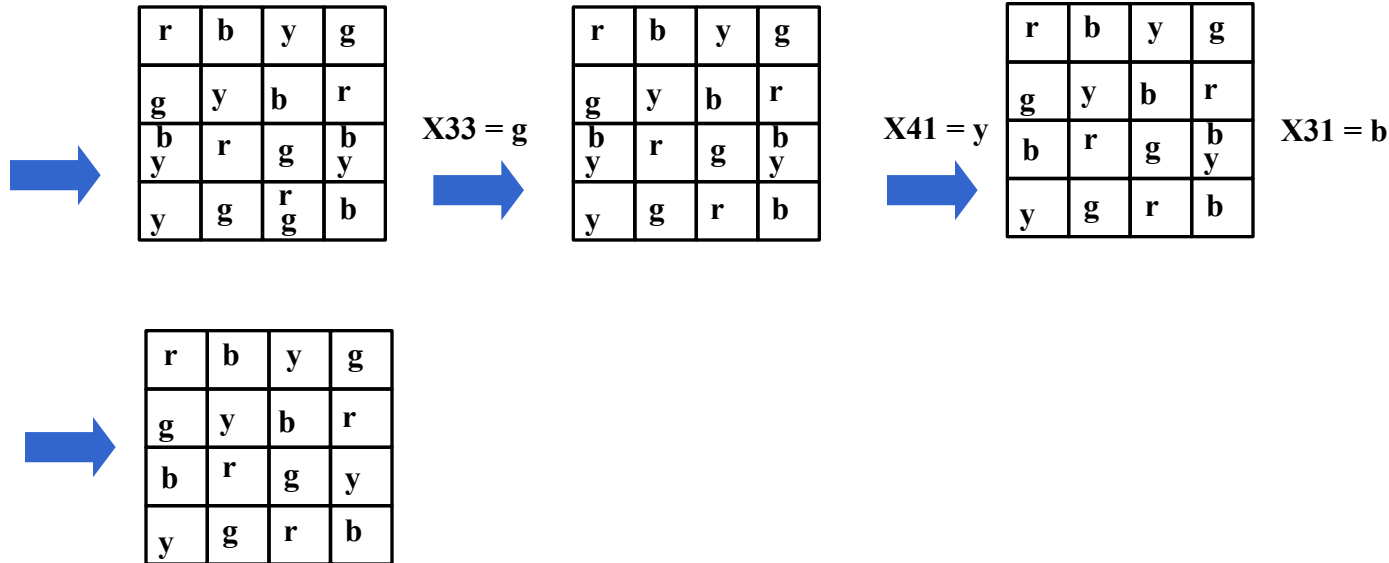 r b y g
g y b r
b y r g b y
y g r g b
X33 = g
r b y g
g y b r
b y r g b y
y g r b
X41 = y
r b y g
g y b r
b r g b y
y g r b
X31 = b
r b y g
g y b r
b r g y
y g r b